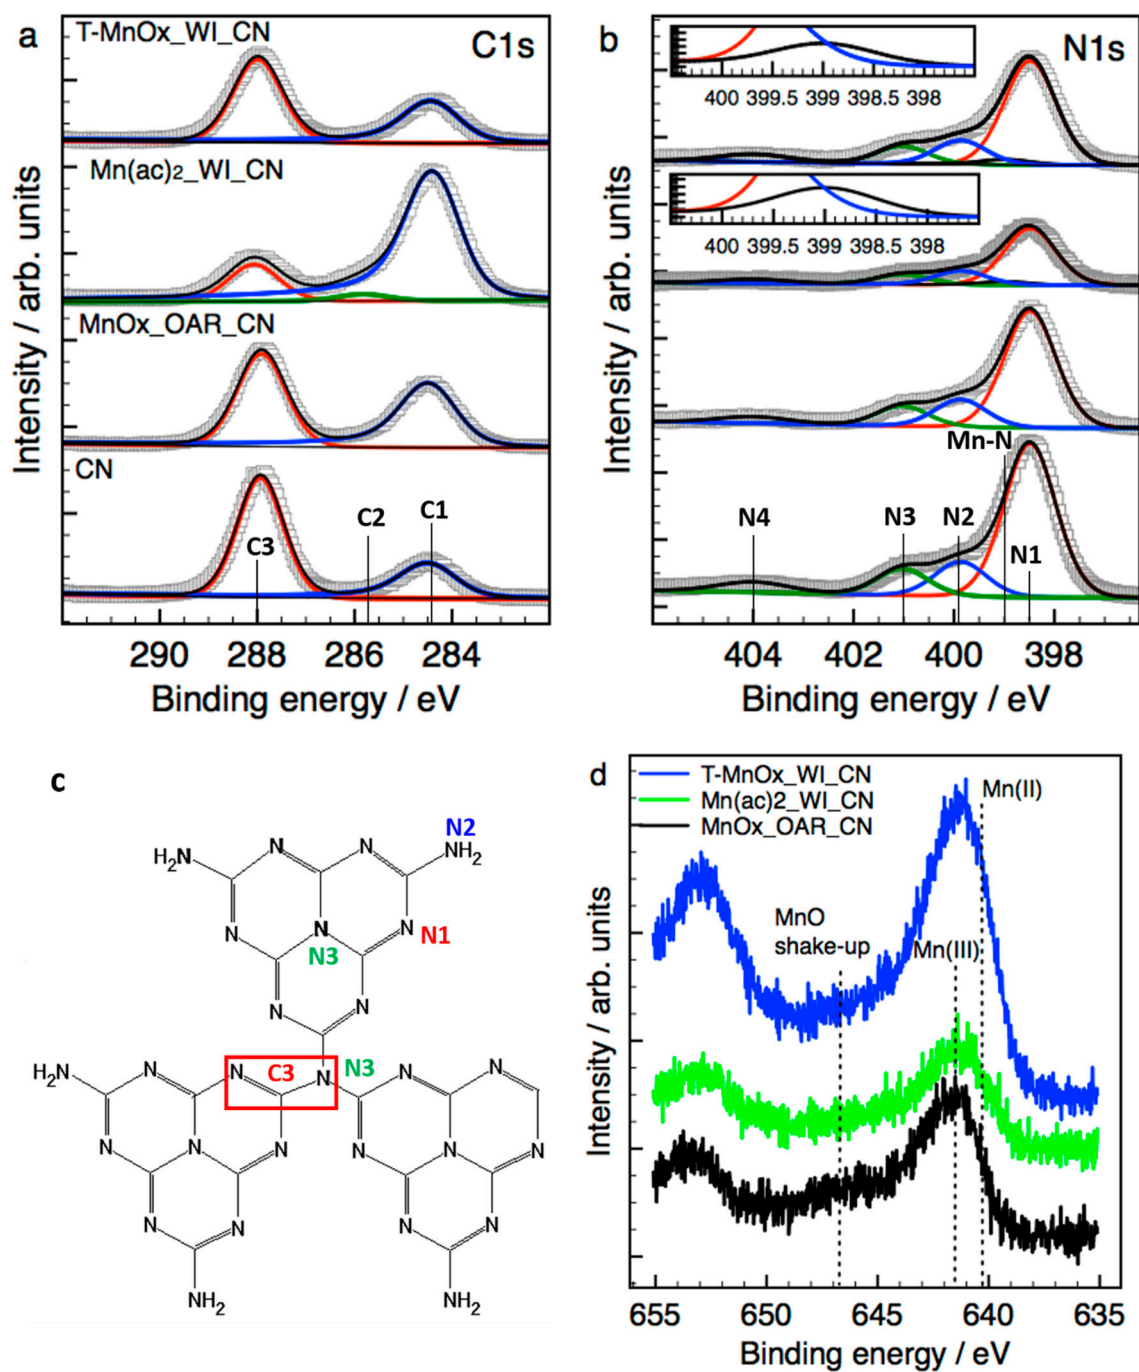 a
T-MnOx_WI_CN
C1s
Mn(ac)₂_WI_CN
MnOx_OAR_CN
CN
C3
C2
C1
Intensity / arb. units
290 288 286 284
Binding energy / eV
b
N1s
400 399.5 399 398.5 398
400 399.5 399 398.5 398
Mn-N
N4
N3
N2
N1
Intensity / arb. units
404 402 400 398
Binding energy / eV
c
N2
H₂N N N NH₂
N N N
N1
N3
N N
N
H₂N N N C3 N N3 N N
N N N N N N
N N N N
NH₂ NH₂
d
T-MnOx_WI_CN
Mn(ac)2_WI_CN
MnOx_OAR_CN
Mn(II)
MnO
shake-up
Mn(III)
Intensity / arb. units
655 650 645 640 635
Binding energy / eV